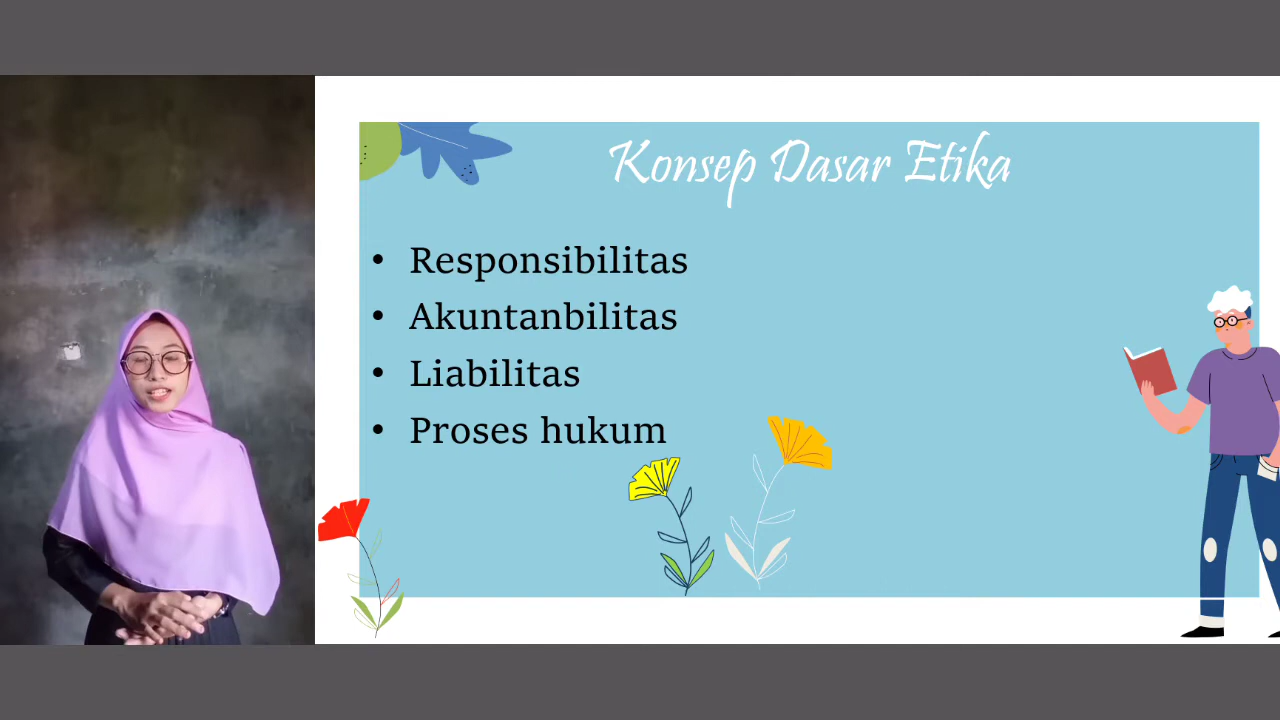 Konsep Dasar Etika
• Responsibilitas
• Akuntanbilitas
• Liabilitas
• Proses hukum